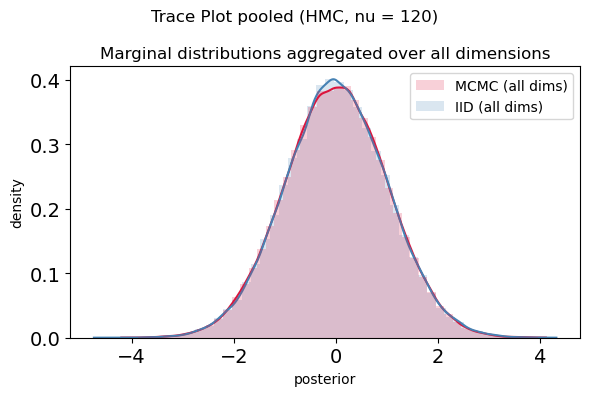 Trace Plot pooled (HMC, nu = 120)
Marginal distributions aggregated over all dimensions
MCMC (all dims)
IID (all dims)
density
0.4
0.3
0.2
0.1
0.0
−4
−2
0
2
4
posterior